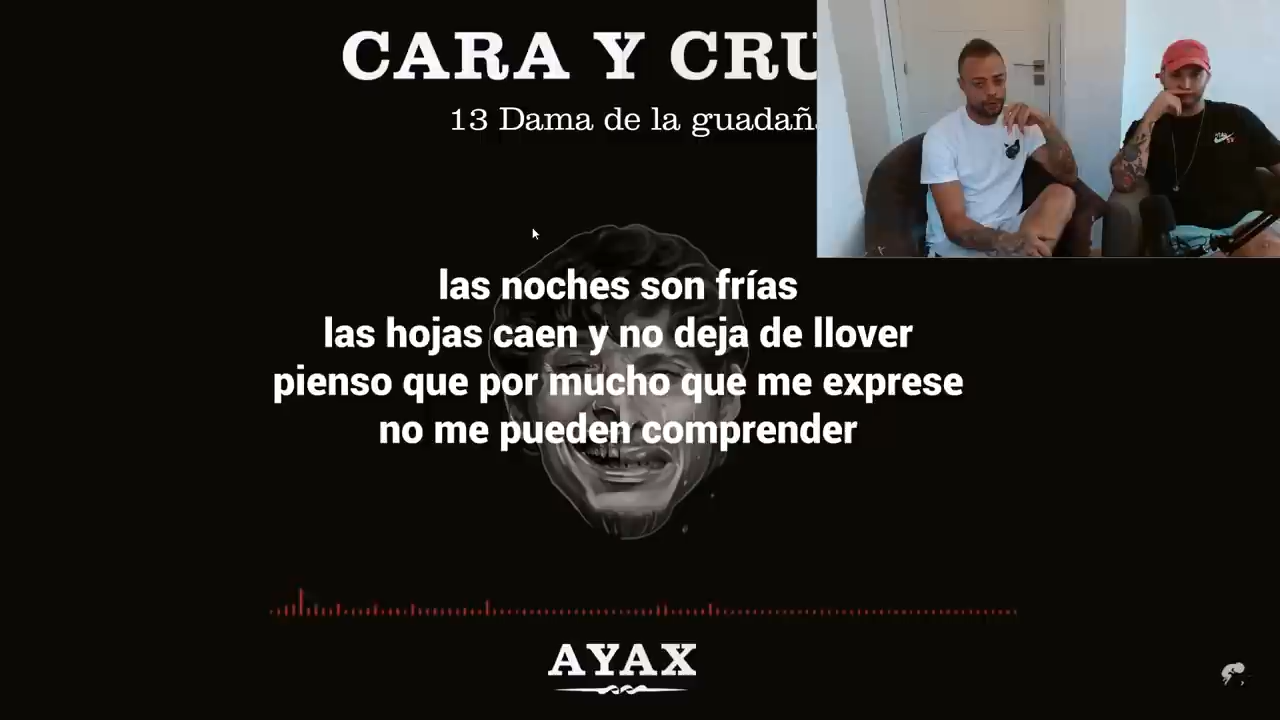 CARA Y CRU
13 Dama de la guadañ
las noches son frías
las hojas caen y no deja de llover
pienso que por mucho que me exprese
no me pueden comprender
AYAX